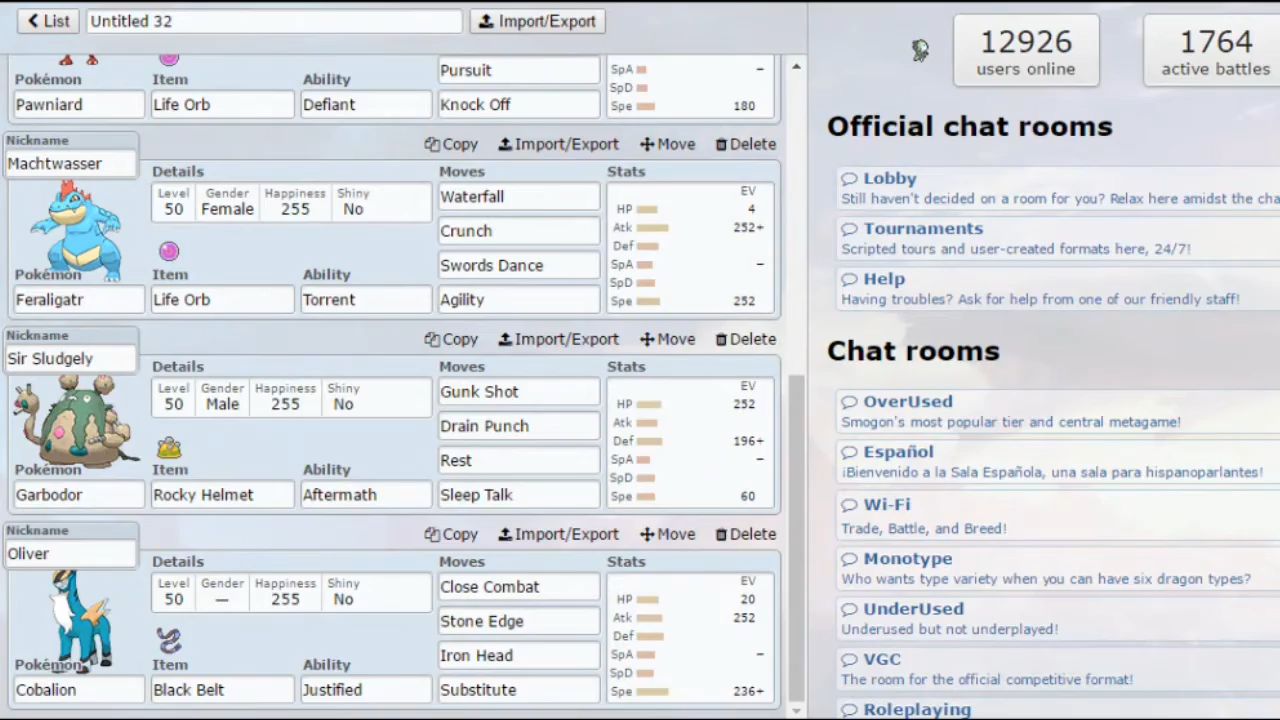 List
Untitled 32
Import/Export
Pokémon
Item
Ability
Pawniard
Life Orb
Defiant
Pursuit
Knock Off
SpA –
SpD
Spe 180
Nickname
Machtwasser
Copy
Import/Export
Move
Delete
Details
Moves
Stats
Level
Gender
Happiness
Shiny
50
Female
255
No
Pokémon
Item
Ability
Feraligatr
Life Orb
Torrent
Waterfall
Crunch
Swords Dance
Agility
EV
HP 4
Atk 252+
Def
SpA –
SpD
Spe 252
Nickname
Sir Sludgely
Copy
Import/Export
Move
Delete
Details
Moves
Stats
Level
Gender
Happiness
Shiny
50
Male
255
No
Pokémon
Item
Ability
Garbodor
Rocky Helmet
Aftermath
Gunk Shot
Drain Punch
Rest
Sleep Talk
EV
HP 252
Atk
Def 196+
SpA –
SpD
Spe 60
Nickname
Oliver
Copy
Import/Export
Move
Delete
Details
Moves
Stats
Level
Gender
Happiness
Shiny
50
—
255
No
Pokémon
Item
Ability
Cobalion
Black Belt
Justified
Close Combat
Stone Edge
Iron Head
Substitute
EV
HP 20
Atk 252
Def
SpA –
SpD
Spe 236+
12926
users online
1764
active battles
Official chat rooms
Lobby
Still haven't decided on a room for you? Relax here amidst the cha
Tournaments
Scripted tours and user-created formats here, 24/7!
Help
Having troubles? Ask for help from one of our friendly staff!
Chat rooms
OverUsed
Smogon's most popular tier and central metagame!
Español
¡Bienvenido a la Sala Española, una sala para hispanoparlantes!
Wi-Fi
Trade, Battle, and Breed!
Monotype
Who wants type variety when you can have six dragon types?
UnderUsed
Underused but not underplayed!
VGC
The room for the official competitive format!
Roleplaying